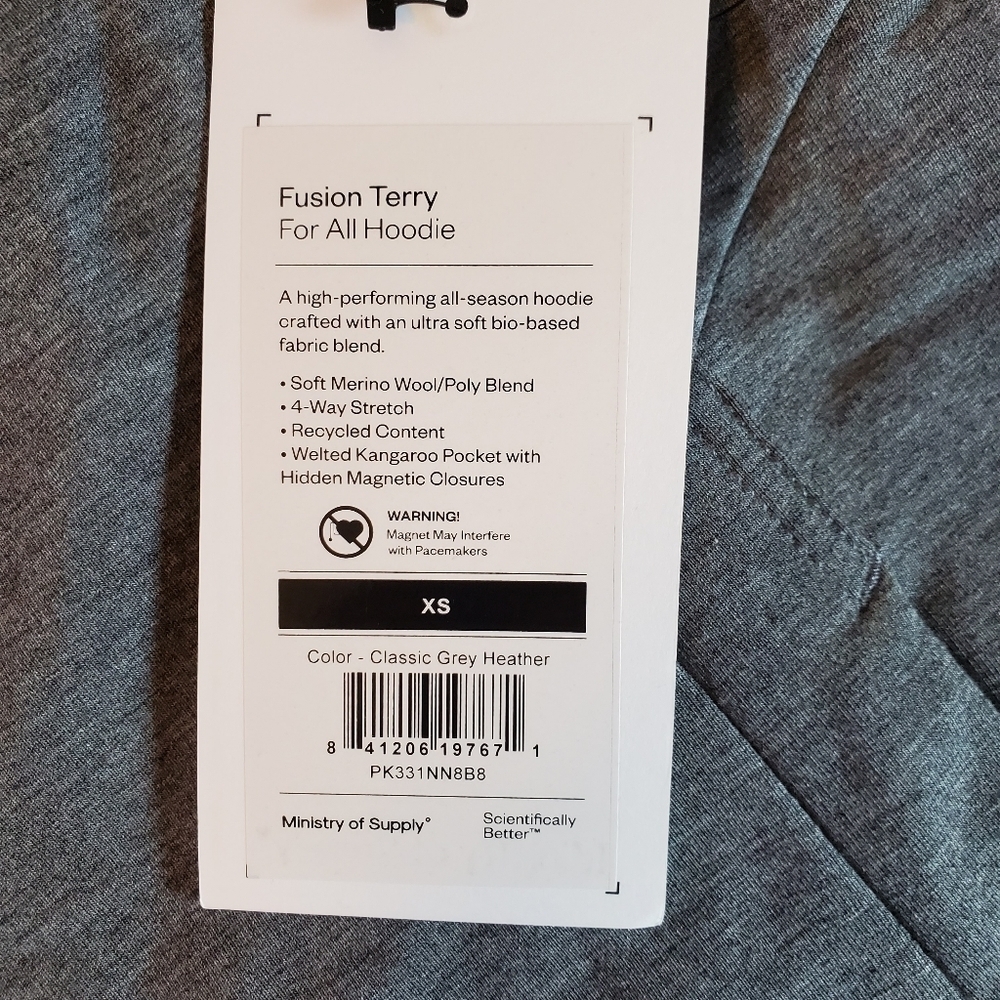 Fusion Terry
For All Hoodie
A high-performing all-season hoodie
crafted with an ultra soft bio-based
fabric blend.
• Soft Merino Wool/Poly Blend
• 4-Way Stretch
• Recycled Content
• Welted Kangaroo Pocket with
Hidden Magnetic Closures
WARNING!
Magnet May Interfere
with Pacemakers
XS
Color - Classic Grey Heather
8 41206 19767 1
PK331NN8B8
Ministry of Supply°
Scientifically
Better™